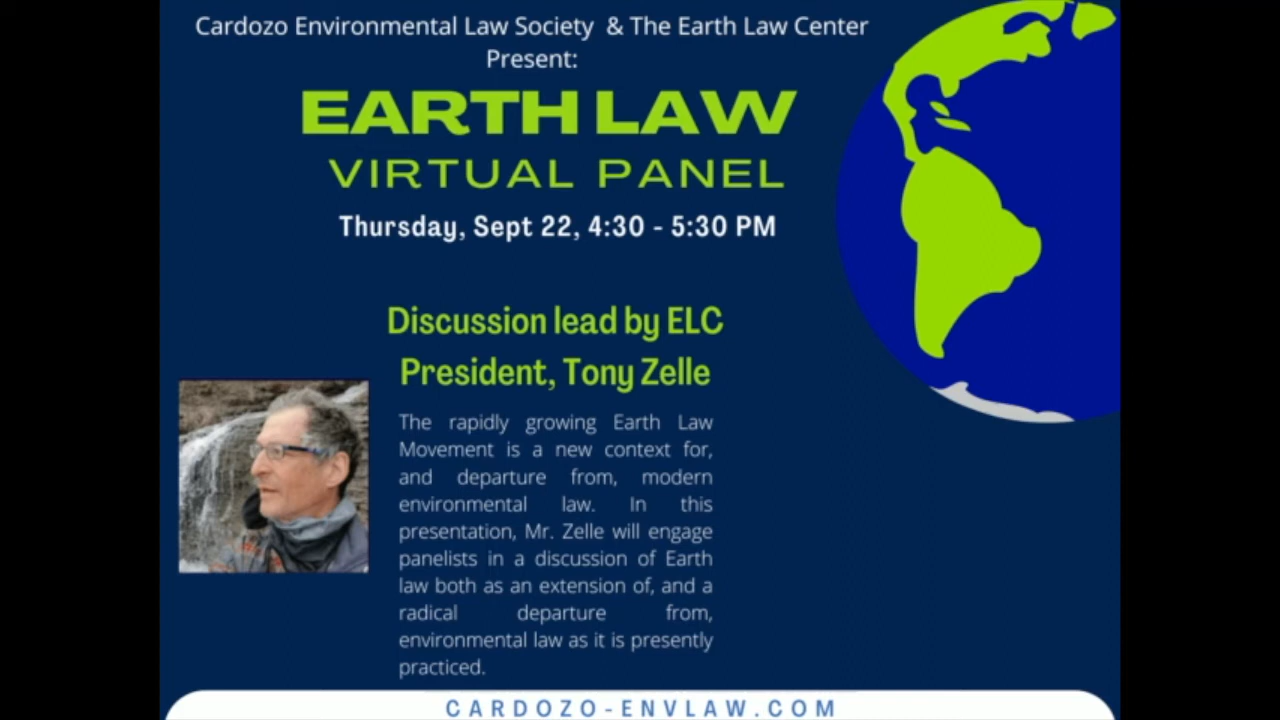 Cardozo Environmental Law Society & The Earth Law Center
Present:
EARTH LAW
VIRTUAL PANEL
Thursday, Sept 22, 4:30 - 5:30 PM
Discussion lead by ELC
President, Tony Zelle
The rapidly growing Earth Law
Movement is a new context for,
and departure from, modern
environmental law. In this
presentation, Mr. Zelle will engage
panelists in a discussion of Earth
law both as an extension of, and a
radical departure from,
environmental law as it is presently
practiced.
CARDOZO-ENVLAW.COM